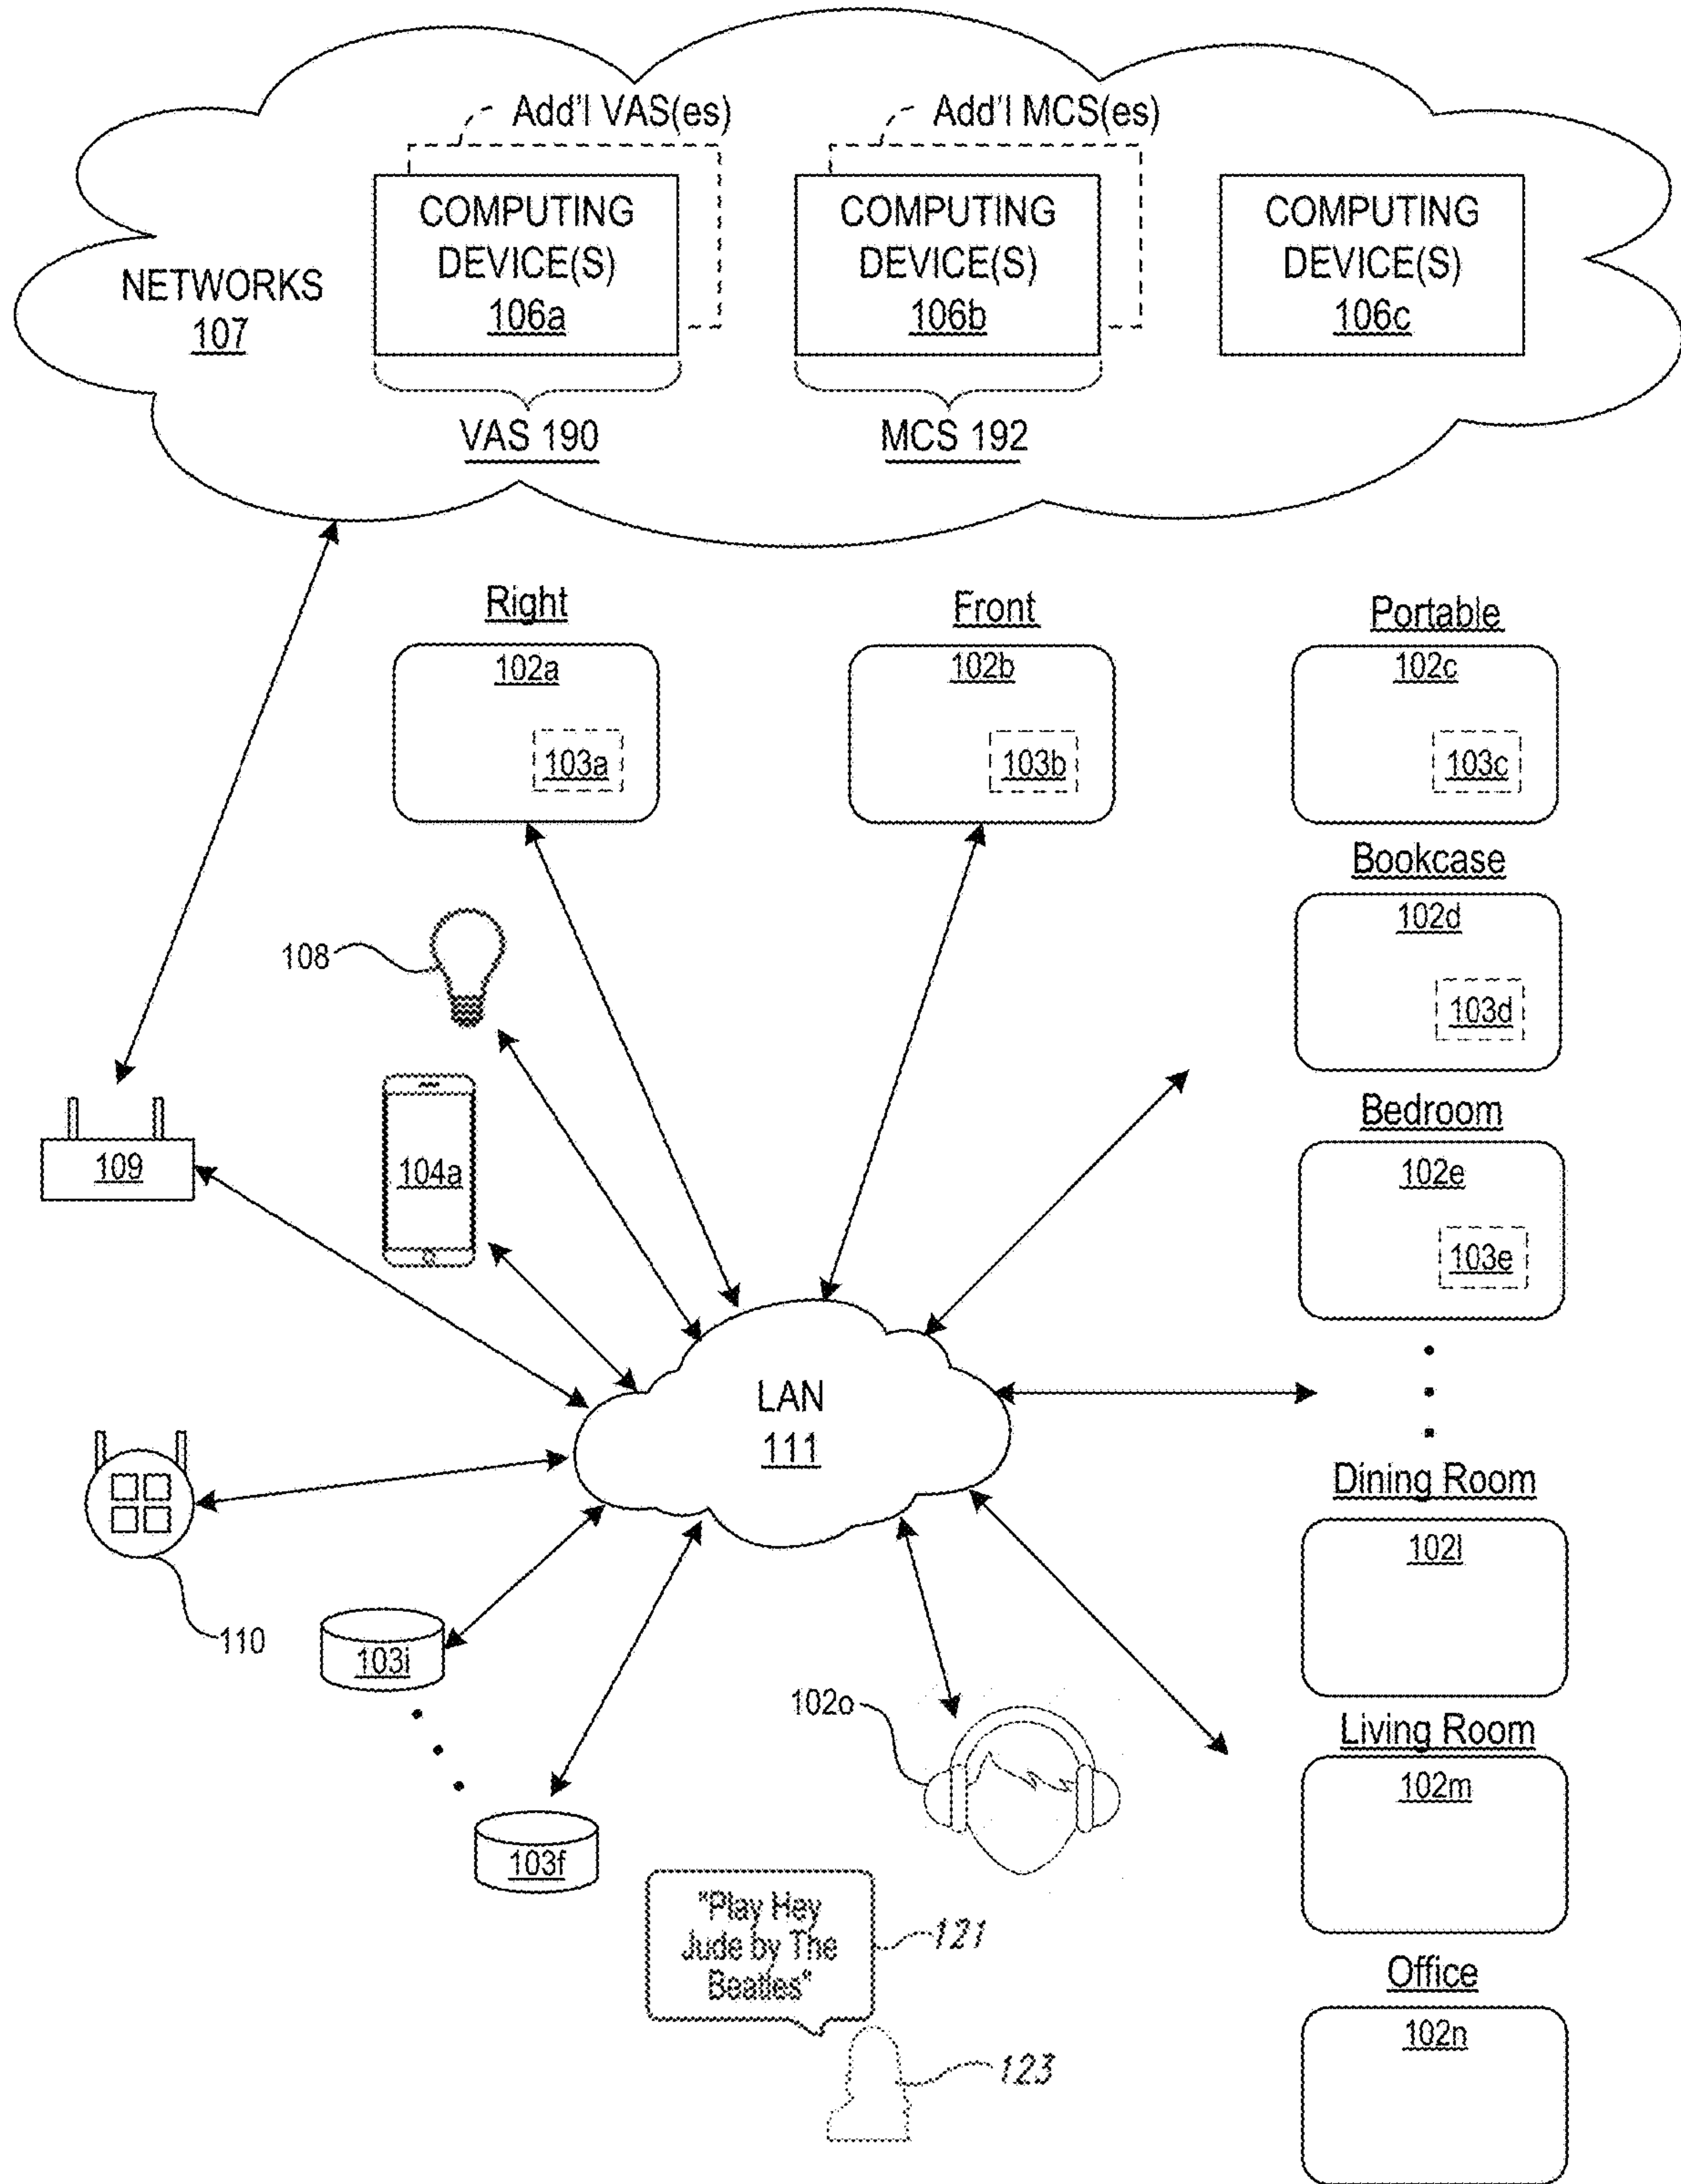 Add'l VAS(es)
Add'l MCS(es)
COMPUTING
DEVICE(S)
106a
COMPUTING
DEVICE(S)
106b
COMPUTING
DEVICE(S)
106c
NETWORKS
107
VAS 190
MCS 192
Right
102a
103a
Front
102b
103b
Portable
102c
103c
Bookcase
102d
103d
108
Bedroom
102e
103e
109
104a
LAN
111
Dining Room
102l
110
103i
102o
Living Room
102m
103f
"Play Hey
Jude by The
Beatles"
121
Office
102n
123